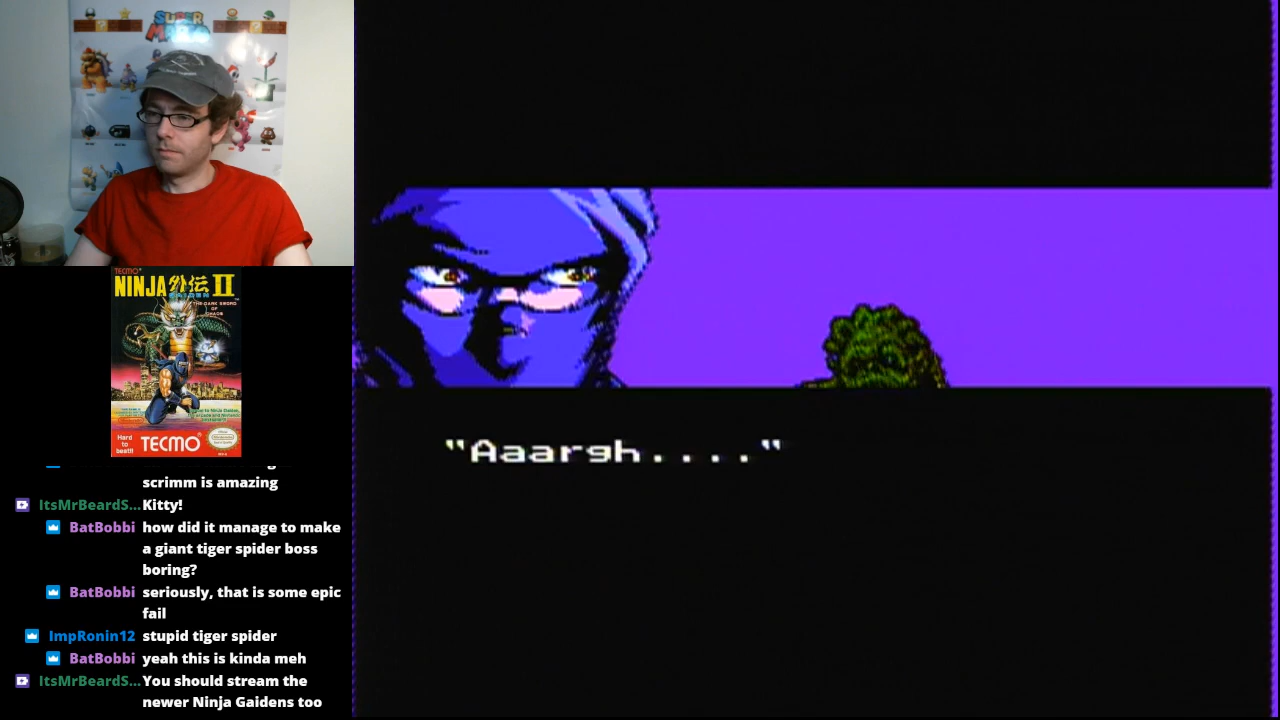 SUPER
MARIO
TECMO
NINJA外伝II
GAIDEN
THE DARK SWORD
OF
CHAOS
Hard
to
beat!!
TECMO
scrimm is amazing
ItsMrBeardS... Kitty!
BatBobbi how did it manage to make
a giant tiger spider boss
boring?
BatBobbi seriously, that is some epic
fail
ImpRonin12 stupid tiger spider
BatBobbi yeah this is kinda meh
ItsMrBeardS... You should stream the
newer Ninja Gaidens too
"Aaargh...."